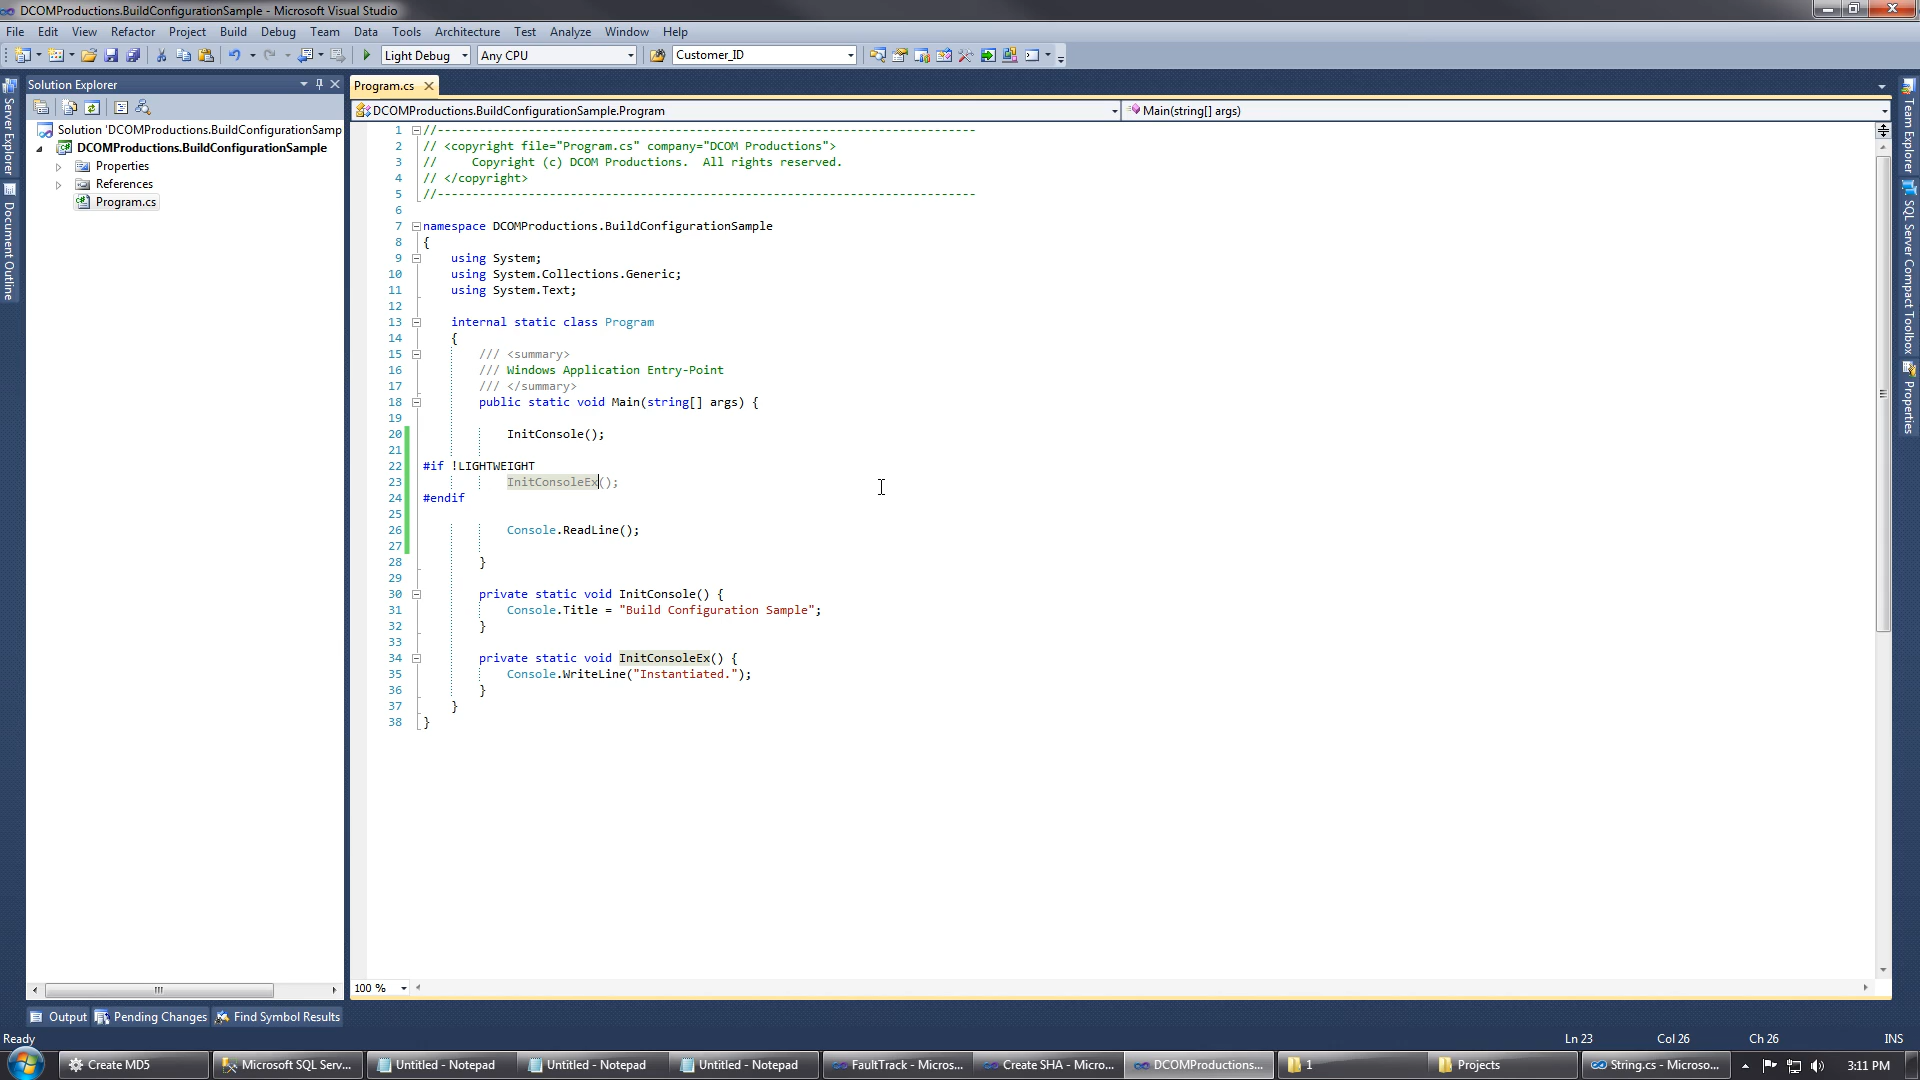 DCOMProductions.BuildConfigurationSample - Microsoft Visual Studio
File Edit View Refactor Project Build Debug Team Data Tools Architecture Test Analyze Window Help
Light Debug Any CPU Customer_ID
Solution Explorer
Program.cs
Server Explorer
Document Outline
Solution 'DCOMProductions.BuildConfigurationSamp
DCOMProductions.BuildConfigurationSample
Properties
References
Program.cs
DCOMProductions.BuildConfigurationSample.Program
Main(string[] args)
1 //-----------------------------------------------------------------------------
2 // <copyright file="Program.cs" company="DCOM Productions">
3 //     Copyright (c) DCOM Productions.  All rights reserved.
4 // </copyright>
5 //-----------------------------------------------------------------------------
6
7 namespace DCOMProductions.BuildConfigurationSample
8 {
9     using System;
10     using System.Collections.Generic;
11     using System.Text;
12
13     internal static class Program
14     {
15         /// <summary>
16         /// Windows Application Entry-Point
17         /// </summary>
18         public static void Main(string[] args) {
19
20             InitConsole();
21
22 #if !LIGHTWEIGHT
23             InitConsoleEx();
24 #endif
25
26             Console.ReadLine();
27
28         }
29
30         private static void InitConsole() {
31             Console.Title = "Build Configuration Sample";
32         }
33
34         private static void InitConsoleEx() {
35             Console.WriteLine("Instantiated.");
36         }
37     }
38 }
Team Explorer
SQL Server Compact Toolbox
Properties
100 %
Output Pending Changes Find Symbol Results
Ready Ln 23 Col 26 Ch 26 INS
Create MD5 Microsoft SQL Serv... Untitled - Notepad Untitled - Notepad Untitled - Notepad FaultTrack - Micros... Create SHA - Micro... DCOMProductions... 1 Projects String.cs - Microso... 3:11 PM